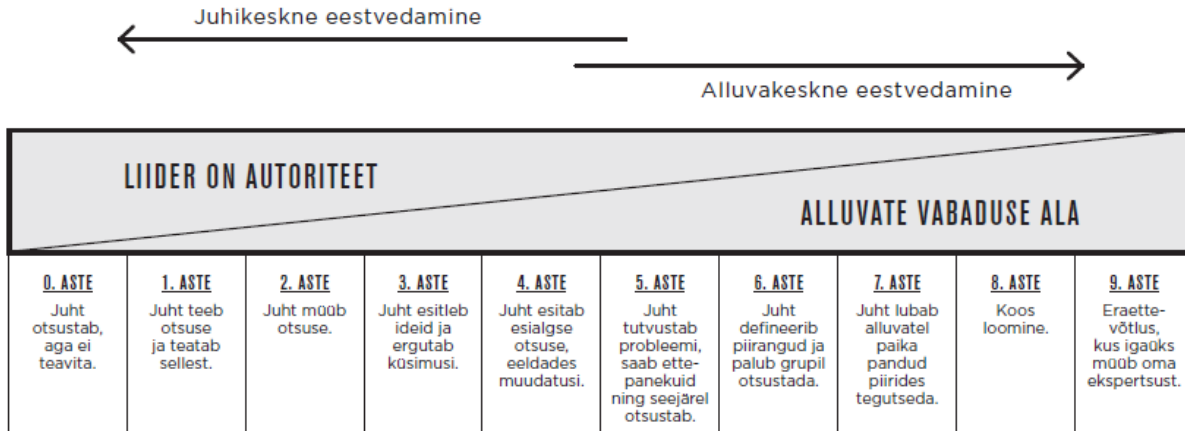 Juhikeskne eestvedamine
Alluvakeskne eestvedamine
LIIDER ON AUTORITEET
ALLUVATE VABADUSE ALA
0. ASTE
Juht
otsustab,
aga ei
teavita.
1. ASTE
Juht teeb
otsuse
ja teatab
sellest.
2. ASTE
Juht müüb
otsuse.
3. ASTE
Juht esitleb
ideid ja
ergutab
küsimusi.
4. ASTE
Juht esitab
esialgse
otsuse,
eeldades
muudatusi.
5. ASTE
Juht
tutvustab
probleemi,
saab ette-
panekuid
ning seejärel
otsustab.
6. ASTE
Juht
defineerib
piirangud ja
palub grupil
otsustada.
7. ASTE
Juht lubab
alluvatel
paika
pandud
piirides
tegutseda.
8. ASTE
Koos
loomine.
9. ASTE
Eraette-
võtlus,
kus igaüks
müüb oma
ekspertsust.